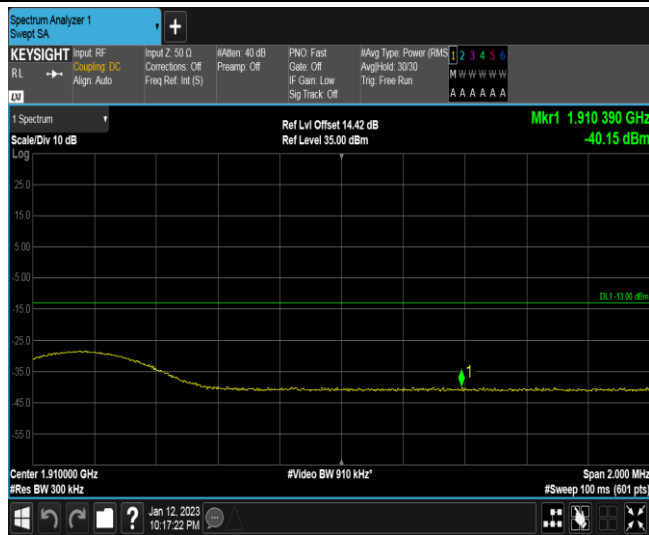 Spectrum Analyzer 1
Swept SA
+
KEYSIGHT Input: RF Input Z: 50 Ω #Atten: 40 dB PNO: Fast #Avg Type: Power (RMS 1 2 3 4 5 6
RL Coupling: DC Corrections: Off Preamp: Off Gate: Off Avg|Hold: 30/30 M W W W W W
Align: Auto Freq Ref: Int (S) IF Gain: Low Trig: Free Run
Sig Track: Off A A A A A A
1 Spectrum
Ref Lvl Offset 14.42 dB Mkr1 1.910 390 GHz
Scale/Div 10 dB Ref Level 35.00 dBm -40.15 dBm
Log
25.0
15.0
5.00
-5.00
DL1 -13.00 dBm
-15.0
-25.0
-35.0
1
-45.0
-55.0
Center 1.910000 GHz #Video BW 910 kHz* Span 2.000 MHz
#Res BW 300 kHz #Sweep 100 ms (601 pts)
? Jan 12, 2023
10:17:22 PM